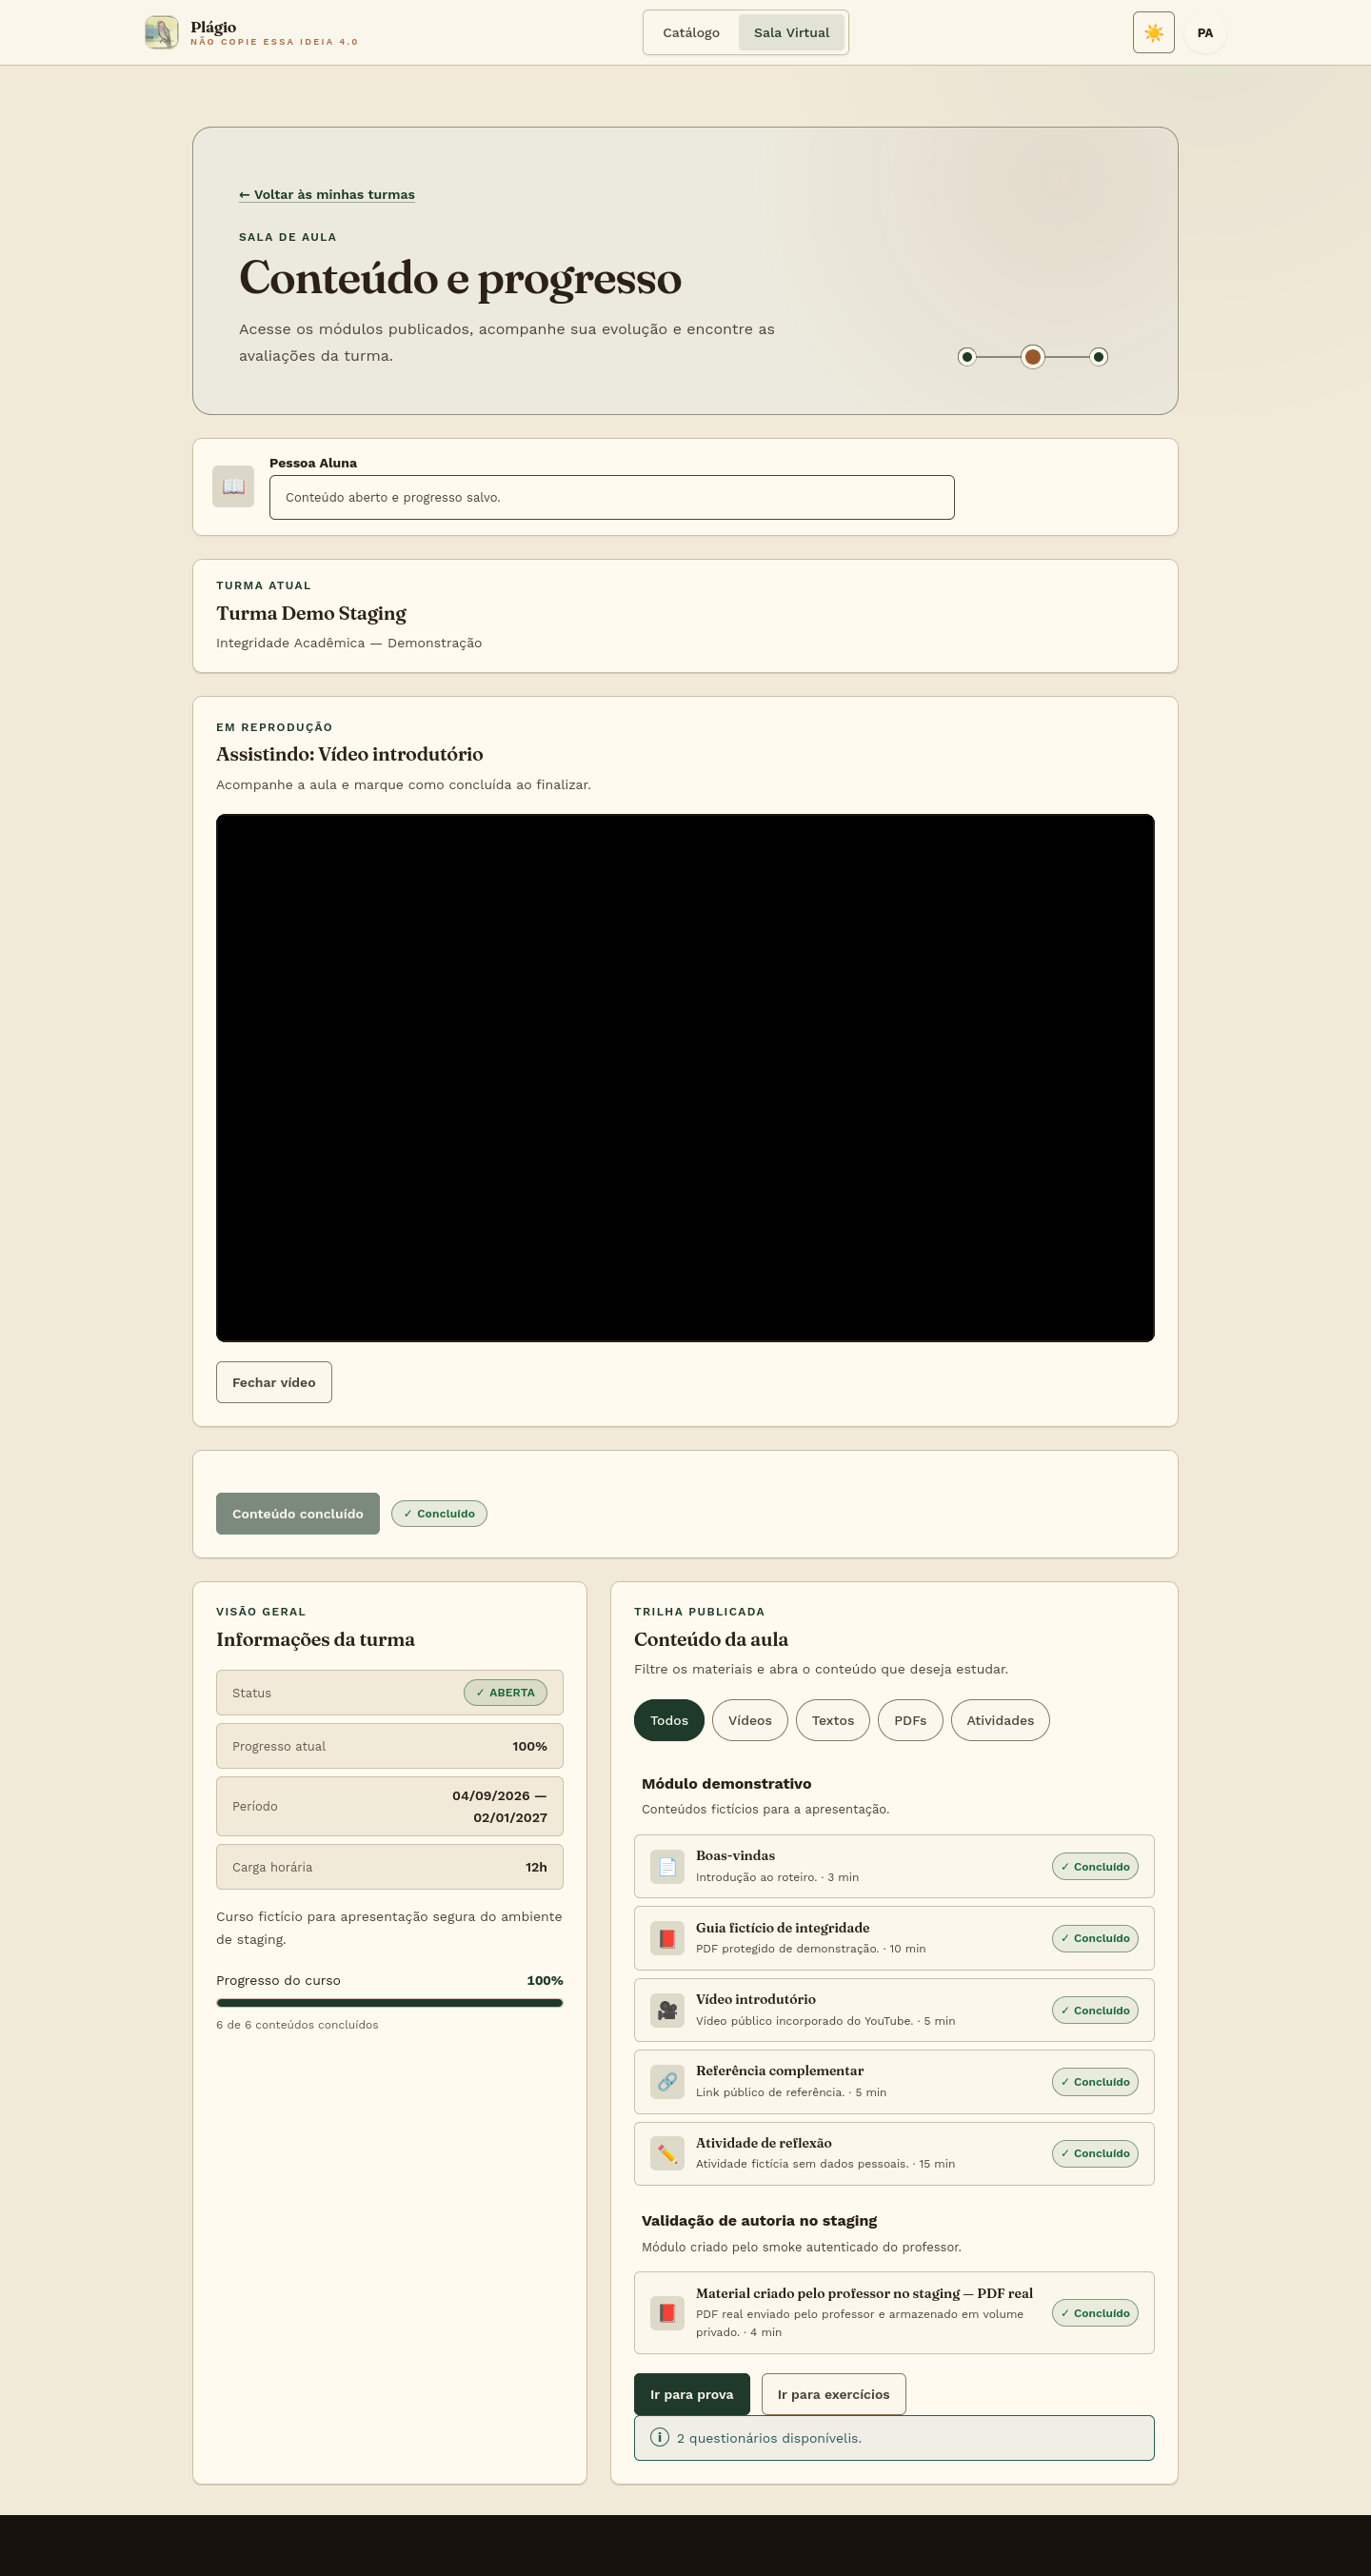 Plágio
NÃO COPIE ESSA IDEIA 4.0
Catálogo
Sala Virtual
PA
← Voltar às minhas turmas
SALA DE AULA
Conteúdo e progresso
Acesse os módulos publicados, acompanhe sua evolução e encontre as
avaliações da turma.
Pessoa Aluna
Conteúdo aberto e progresso salvo.
TURMA ATUAL
Turma Demo Staging
Integridade Acadêmica — Demonstração
EM REPRODUÇÃO
Assistindo: Vídeo introdutório
Acompanhe a aula e marque como concluída ao finalizar.
Fechar vídeo
Conteúdo concluído
✓ Concluído
VISÃO GERAL
Informações da turma
Status
✓ ABERTA
Progresso atual
100%
Período
04/09/2026 —
02/01/2027
Carga horária
12h
Curso fictício para apresentação segura do ambiente
de staging.
Progresso do curso
100%
6 de 6 conteúdos concluídos
TRILHA PUBLICADA
Conteúdo da aula
Filtre os materiais e abra o conteúdo que deseja estudar.
Todos
Vídeos
Textos
PDFs
Atividades
Módulo demonstrativo
Conteúdos fictícios para a apresentação.
Boas-vindas
Introdução ao roteiro. · 3 min
✓ Concluído
Guia fictício de integridade
PDF protegido de demonstração. · 10 min
✓ Concluído
Vídeo introdutório
Vídeo público incorporado do YouTube. · 5 min
✓ Concluído
Referência complementar
Link público de referência. · 5 min
✓ Concluído
Atividade de reflexão
Atividade fictícia sem dados pessoais. · 15 min
✓ Concluído
Validação de autoria no staging
Módulo criado pelo smoke autenticado do professor.
Material criado pelo professor no staging — PDF real
PDF real enviado pelo professor e armazenado em volume
privado. · 4 min
✓ Concluído
Ir para prova
Ir para exercícios
2 questionários disponívelis.